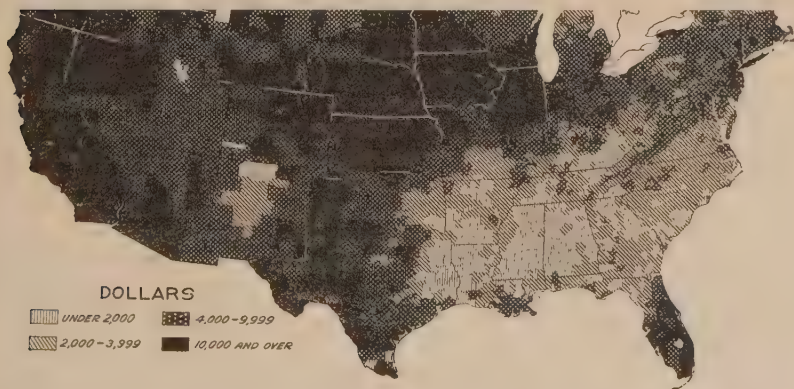 DOLLARS
UNDER 2,000
4,000-9,999
2,000-3,999
10,000 AND OVER